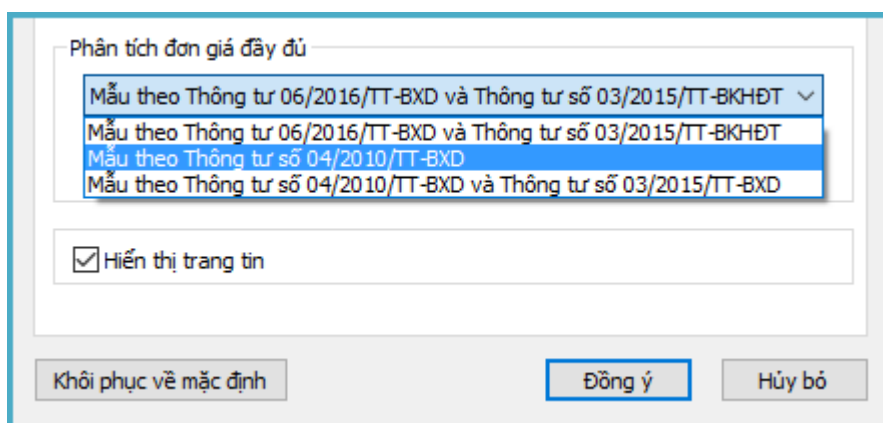 Phân tích đơn giá đầy đủ
Mẫu theo Thông tư 06/2016/TT-BXD và Thông tư số 03/2015/TT-BKHĐT
Mẫu theo Thông tư 06/2016/TT-BXD và Thông tư số 03/2015/TT-BKHĐT
Mẫu theo Thông tư số 04/2010/TT-BXD
Mẫu theo Thông tư số 04/2010/TT-BXD và Thông tư số 03/2015/TT-BXD
Hiển thị trang tin
Khôi phục về mặc định Đồng ý Hủy bỏ